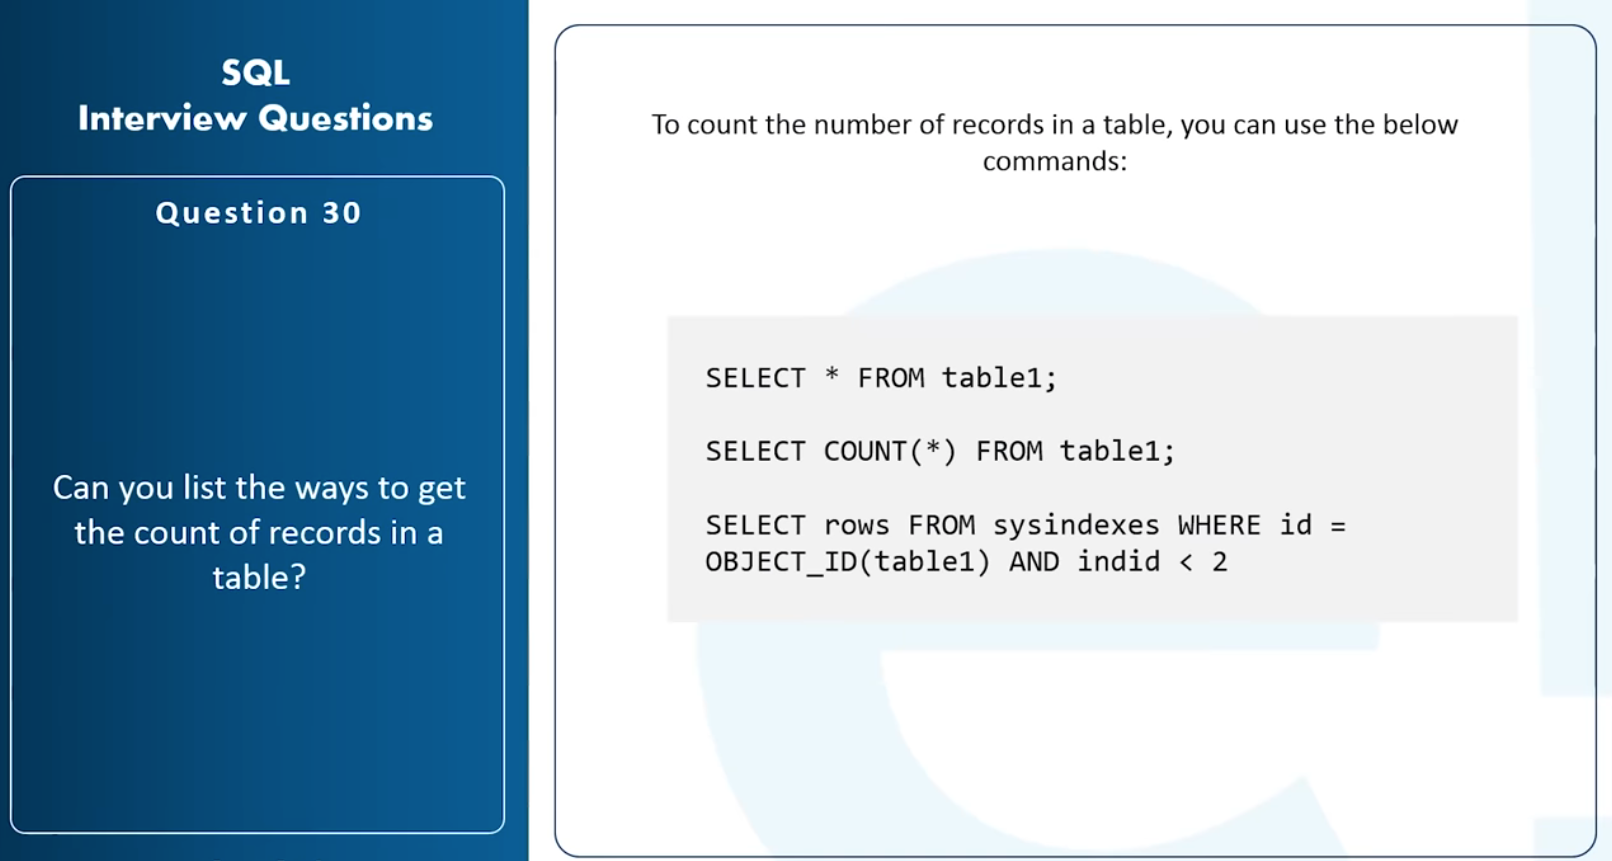 SQL
Interview Questions
Question 30
Can you list the ways to get
the count of records in a
table?
To count the number of records in a table, you can use the below
commands:
SELECT * FROM table1;
SELECT COUNT(*) FROM table1;
SELECT rows FROM sysindexes WHERE id =
OBJECT_ID(table1) AND indid < 2